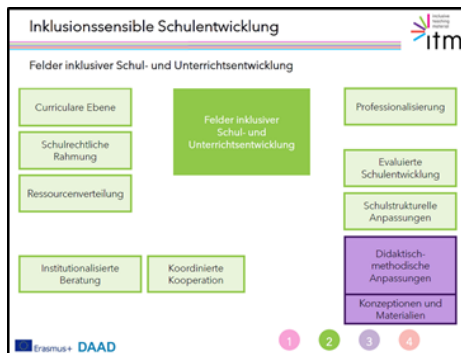 Inklusionssensible Schulentwicklung
inclusive
teaching
material
itm
Felder inklusiver Schul- und Unterrichtsentwicklung
Curriculare Ebene
Schulrechtliche
Rahmung
Ressourcenverteilung
Felder inklusiver
Schul- und
Unterrichtsentwicklung
Professionalisierung
Evaluierte
Schulentwicklung
Schulstrukturelle
Anpassungen
Didaktisch-
methodische
Anpassungen
Konzeptionen und
Materialien
Institutionalisierte
Beratung
Koordinierte
Kooperation
Erasmus+ DAAD
1 2 3 4